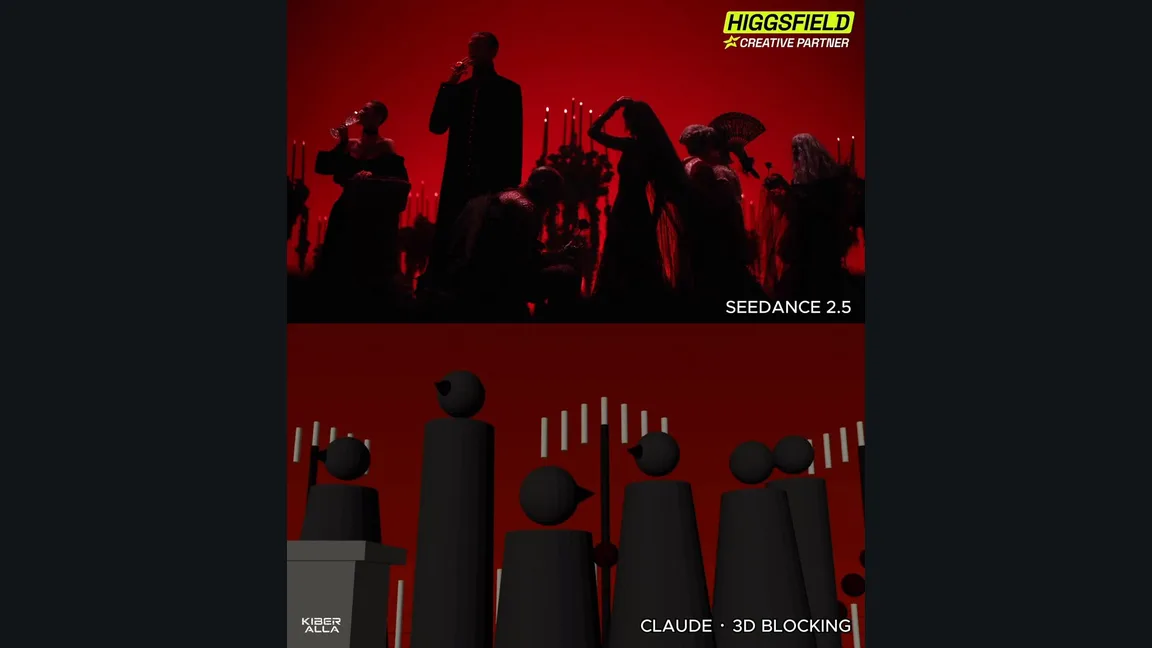 HIGGSFIELD
CREATIVE PARTNER
SEEDANCE 2.5
KIBER
ALLA
CLAUDE · 3D BLOCKING